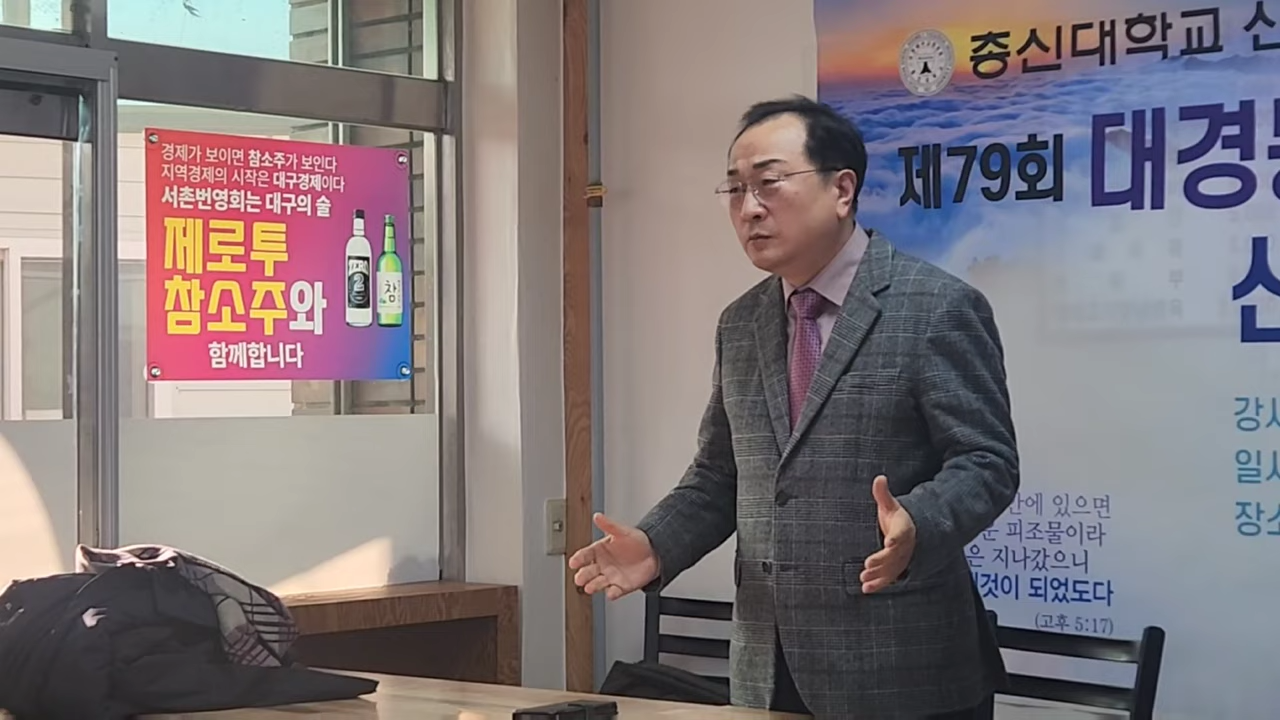 경제가 보이면 참소주가 보인다
지역경제의 시작은 대구경제이다
서촌번영회는 대구의 술
제로투
참소주와
함께합니다
2
참
총신대학교 신
제79회 대경
신
강사
일시
장소
안에 있으면
피조물이라
은 지나갔으니
것이 되었도다
(고후 5:17)